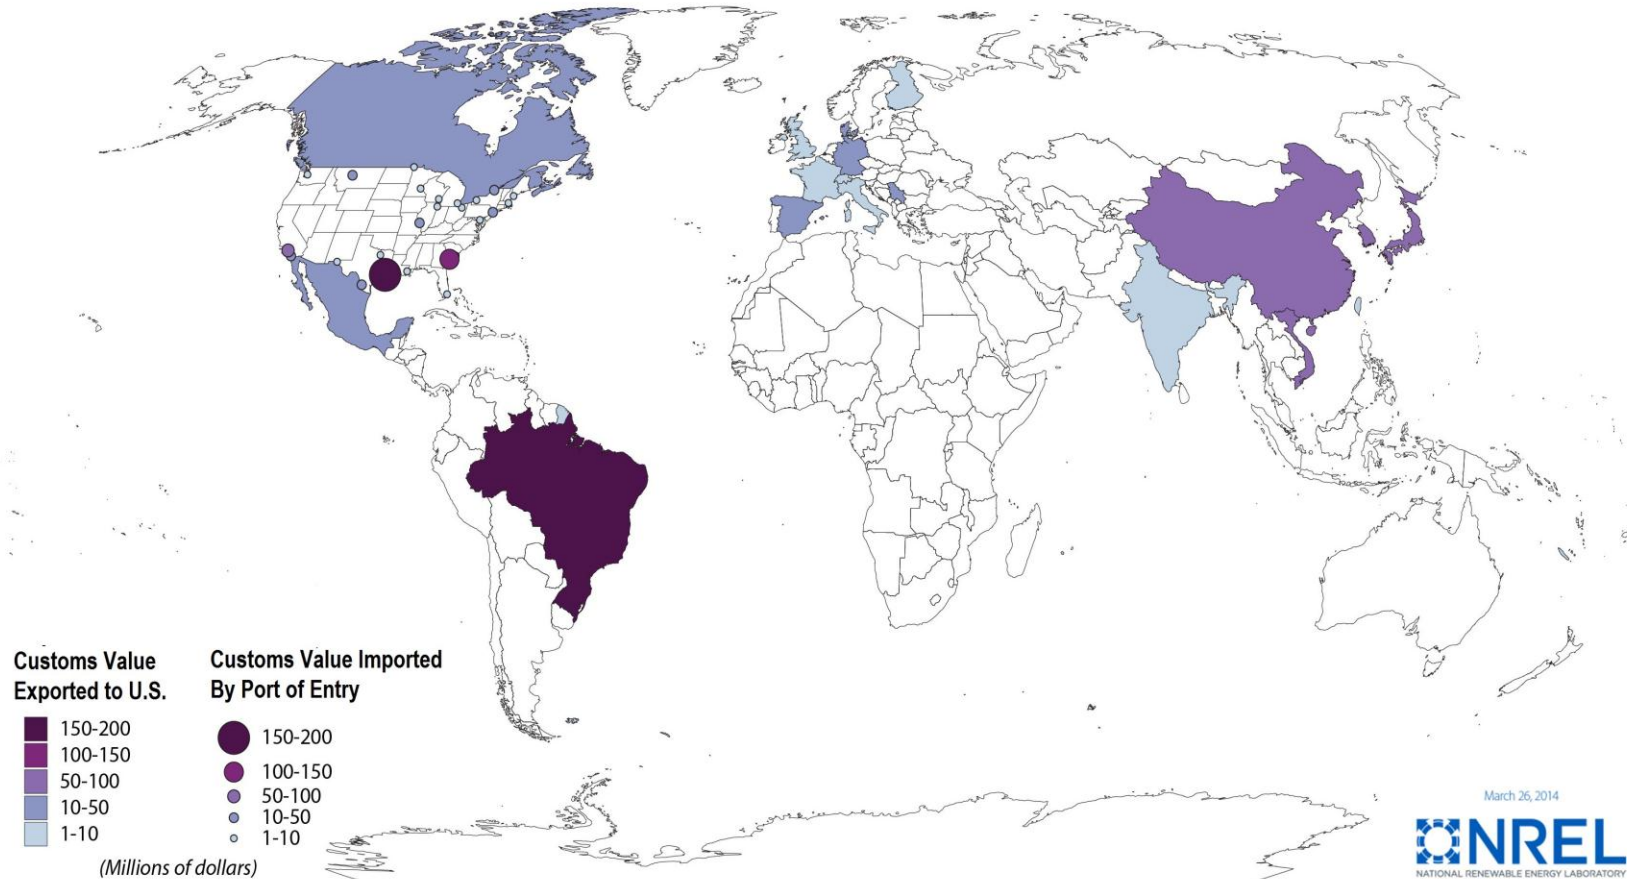 Customs Value
Exported to U.S.
150-200
100-150
50-100
10-50
1-10
(Millions of dollars)
Customs Value Imported
By Port of Entry
150-200
100-150
50-100
10-50
1-10
March 26, 2014
NREL
NATIONAL RENEWABLE ENERGY LABORATORY